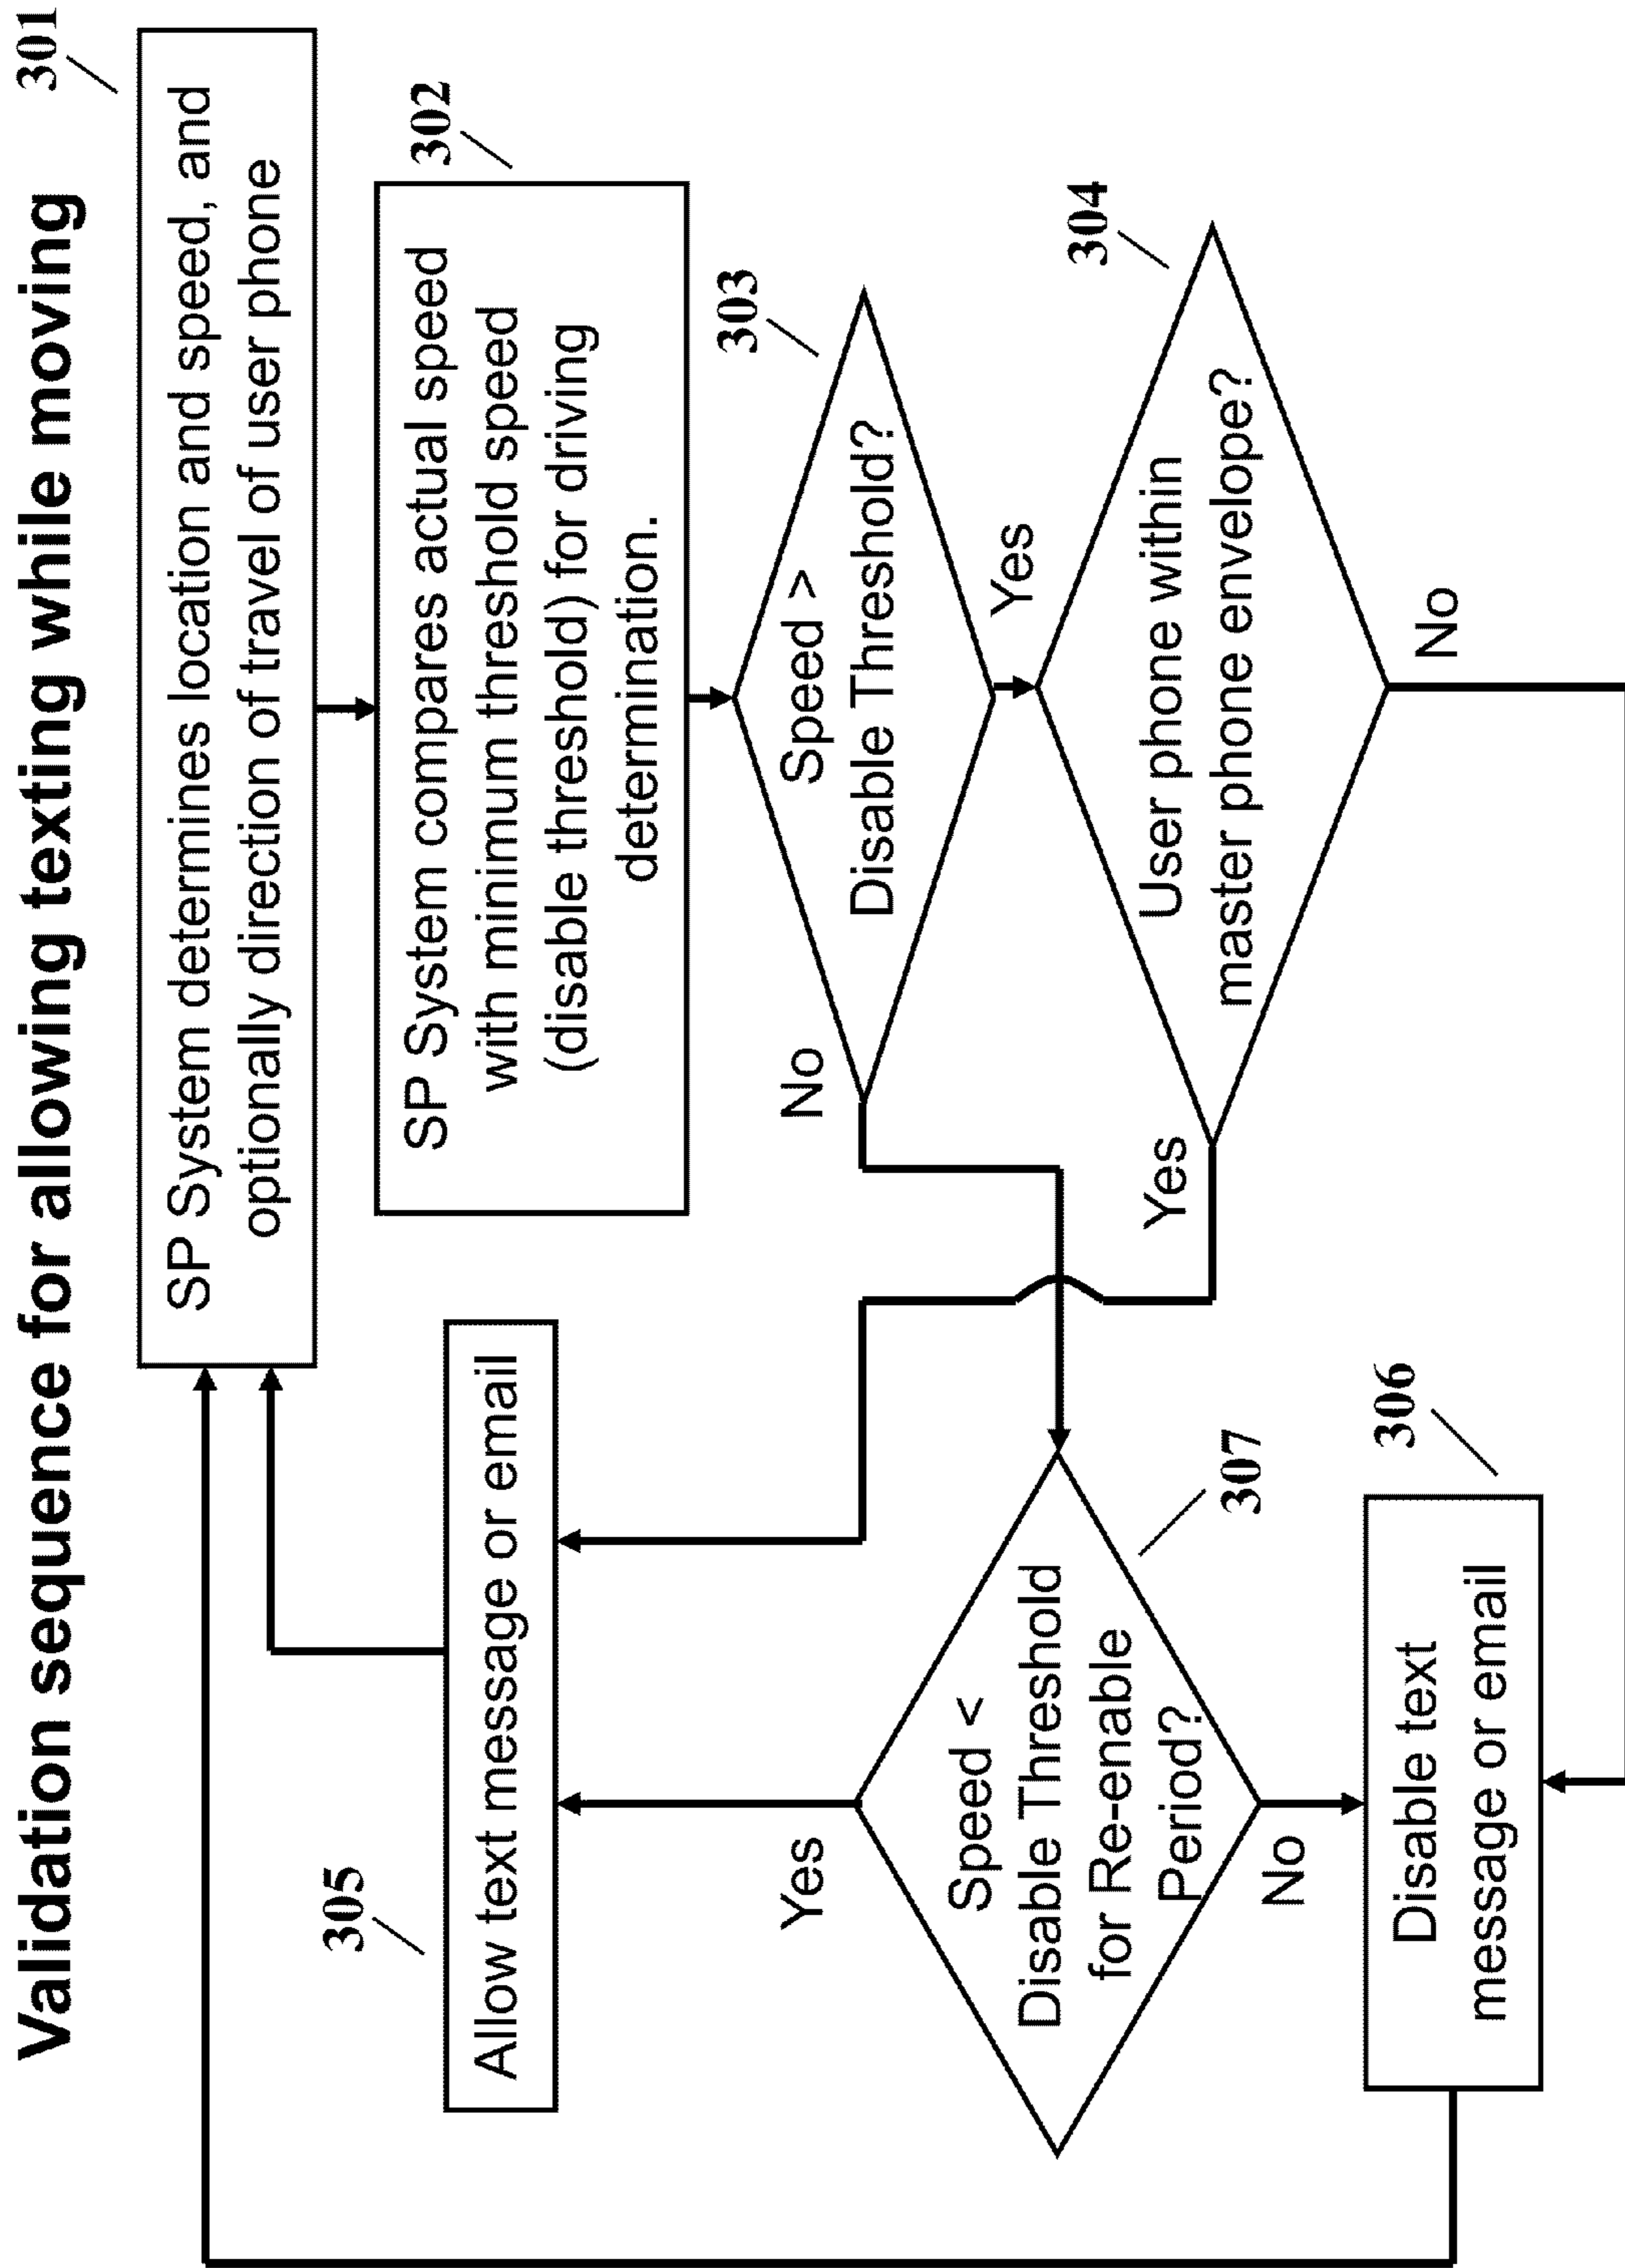 Validation sequence for allowing texting while moving
301
SP System determines location and speed, and
optionally direction of travel of user phone
302
SP System compares actual speed
with minimum threshold speed
(disable threshold) for driving
determination.
303
Speed >
Disable Threshold?
No
Yes
304
User phone within
master phone envelope?
Yes
No
305
Allow text message or email
Yes
307
Speed <
Disable Threshold
for Re-enable
Period?
No
306
Disable text
message or email